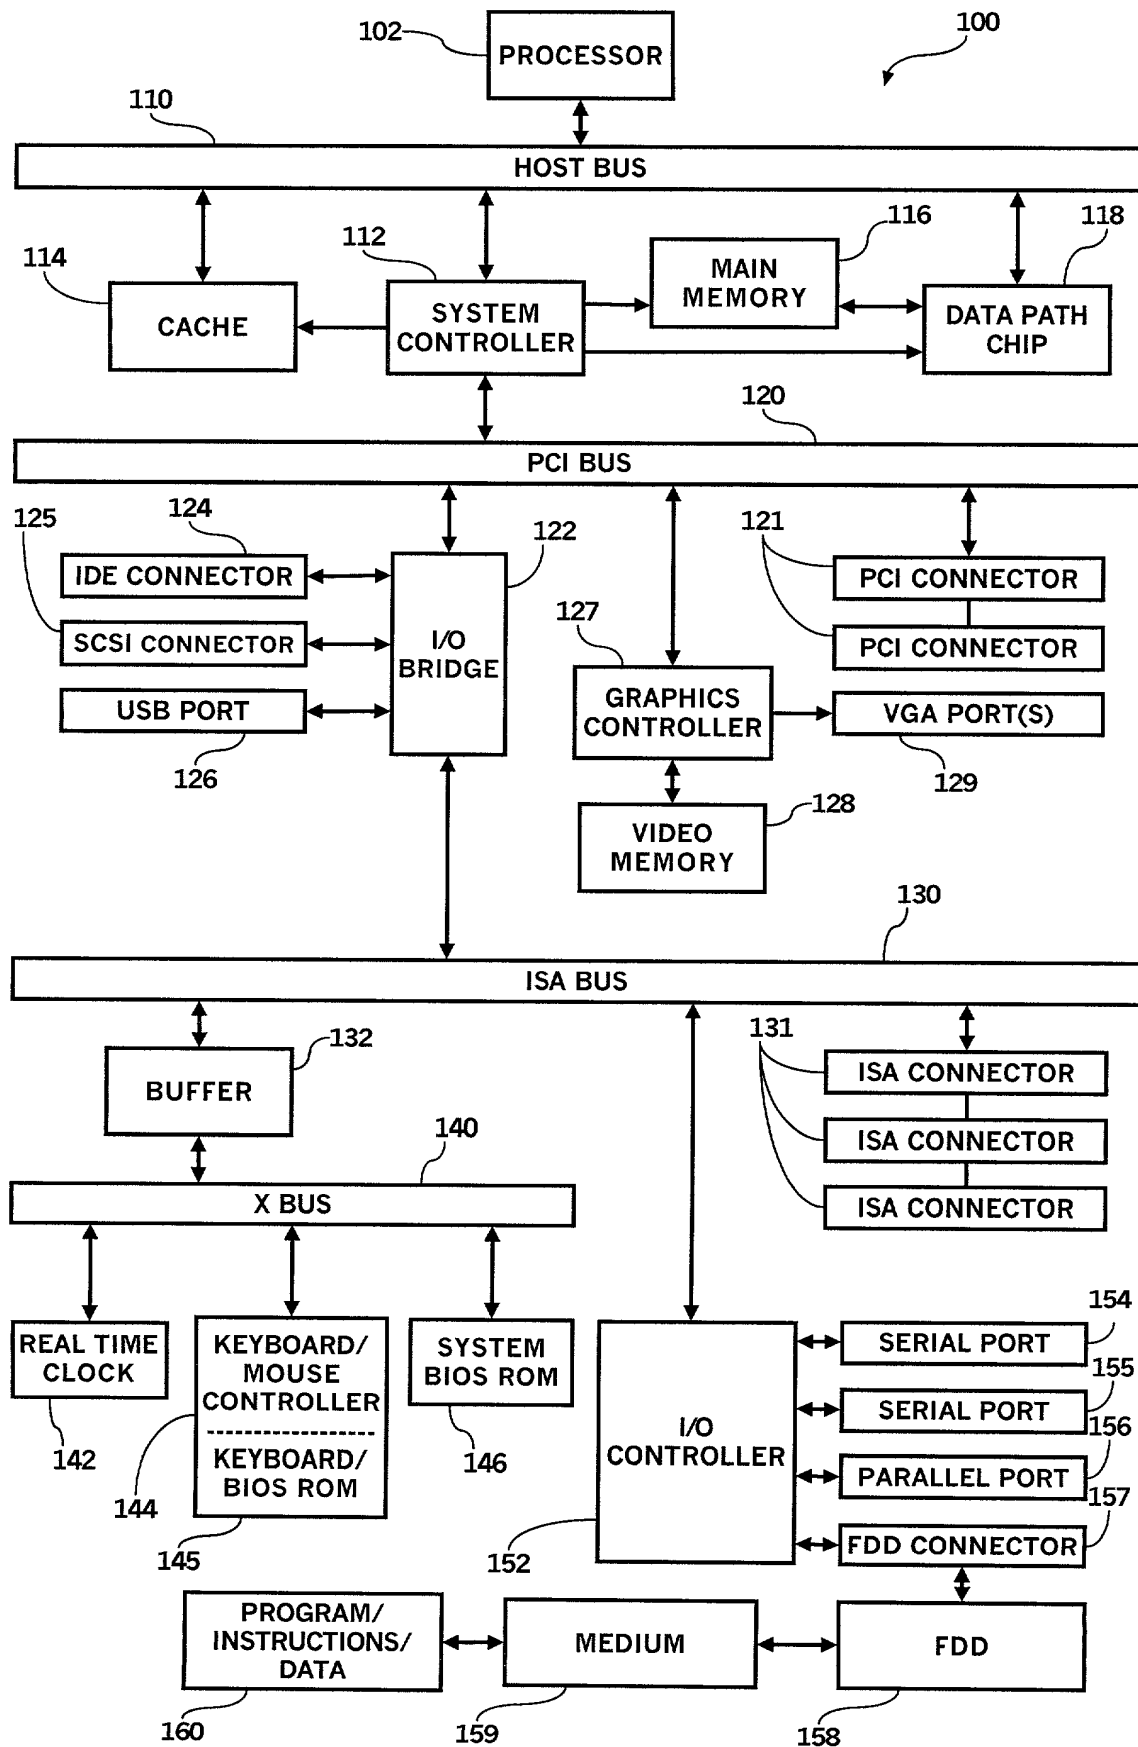 102
PROCESSOR
100
110
HOST BUS
114
112
116
118
CACHE
SYSTEM
CONTROLLER
MAIN
MEMORY
DATA PATH
CHIP
120
PCI BUS
125
124
122
121
IDE CONNECTOR
SCSI CONNECTOR
USB PORT
126
I/O
BRIDGE
127
GRAPHICS
CONTROLLER
PCI CONNECTOR
PCI CONNECTOR
VGA PORT(S)
129
VIDEO
MEMORY
128
130
ISA BUS
132
BUFFER
131
ISA CONNECTOR
ISA CONNECTOR
ISA CONNECTOR
140
X BUS
REAL TIME
CLOCK
142
KEYBOARD/
MOUSE
CONTROLLER
KEYBOARD/
BIOS ROM
144
145
SYSTEM
BIOS ROM
146
I/O
CONTROLLER
152
154
SERIAL PORT
155
SERIAL PORT
156
PARALLEL PORT
157
FDD CONNECTOR
PROGRAM/
INSTRUCTIONS/
DATA
160
MEDIUM
159
FDD
158